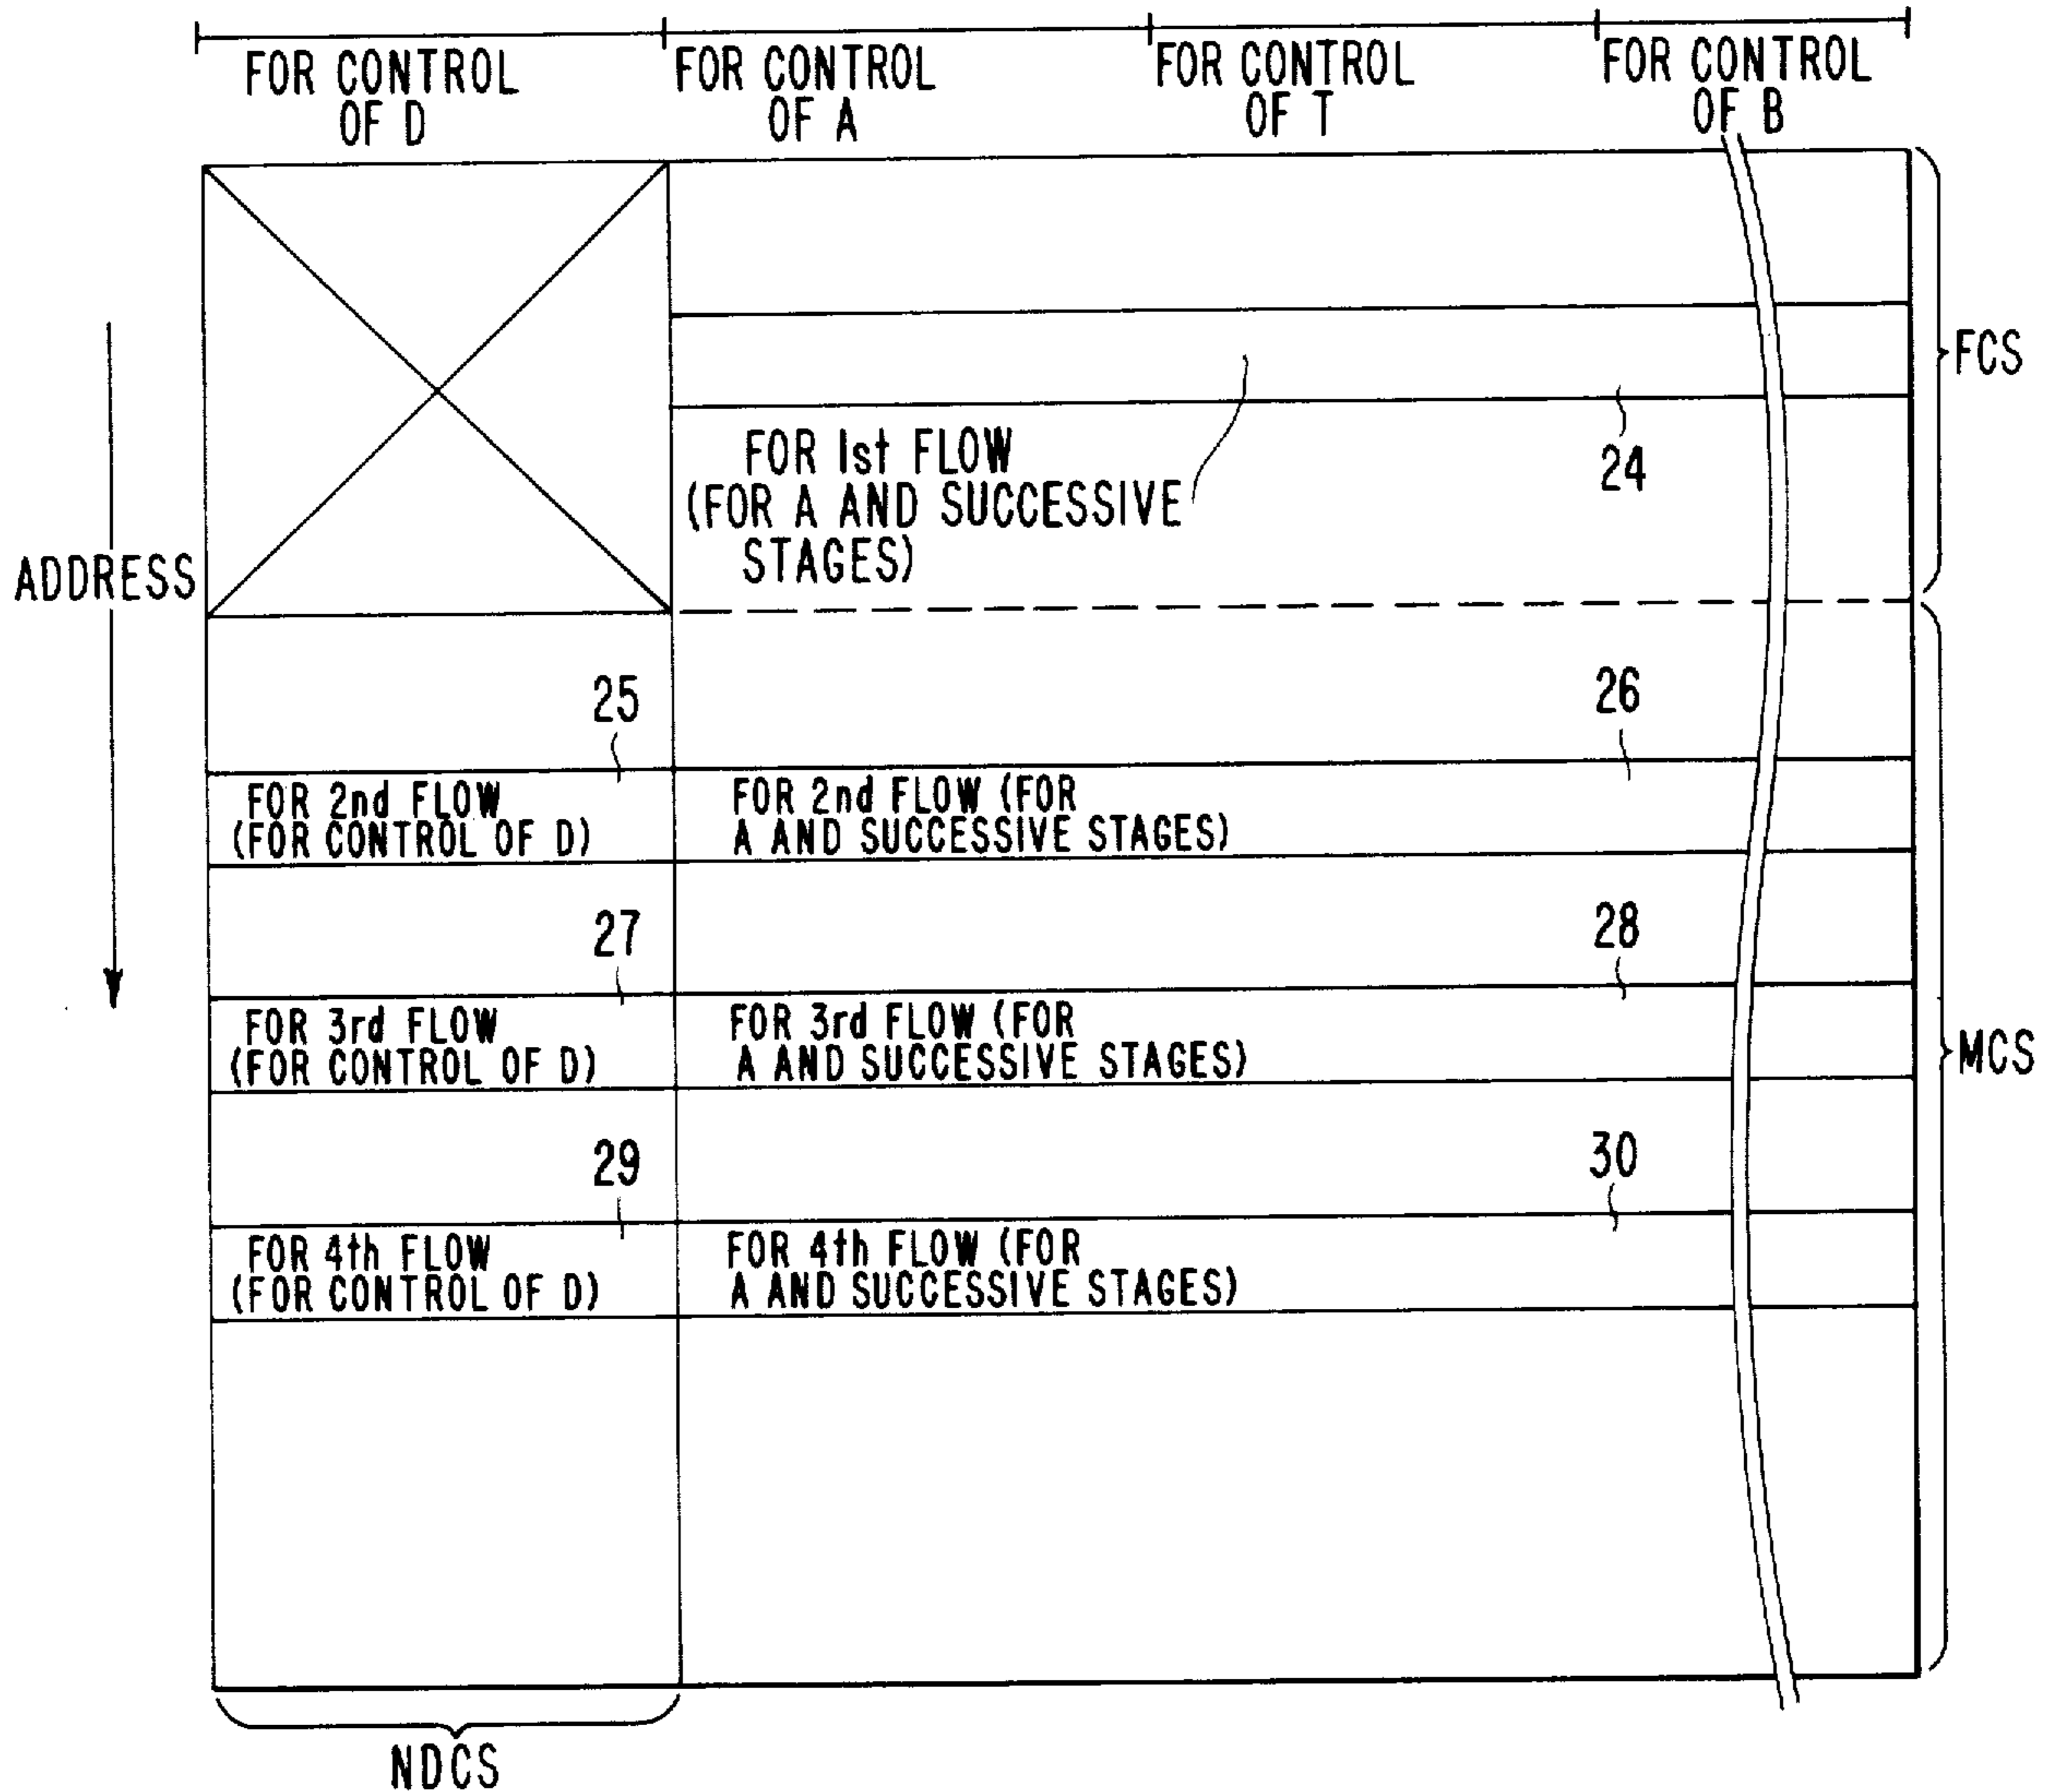 FOR CONTROL
OF D
FOR CONTROL
OF A
FOR CONTROL
OF T
FOR CONTROL
OF B
FCS
FOR 1st FLOW
(FOR A AND SUCCESSIVE
STAGES)
24
ADDRESS
25
26
FOR 2nd FLOW
(FOR CONTROL OF D)
FOR 2nd FLOW (FOR
A AND SUCCESSIVE STAGES)
27
28
FOR 3rd FLOW
(FOR CONTROL OF D)
FOR 3rd FLOW (FOR
A AND SUCCESSIVE STAGES)
MCS
29
30
FOR 4th FLOW
(FOR CONTROL OF D)
FOR 4th FLOW (FOR
A AND SUCCESSIVE STAGES)
NDCS